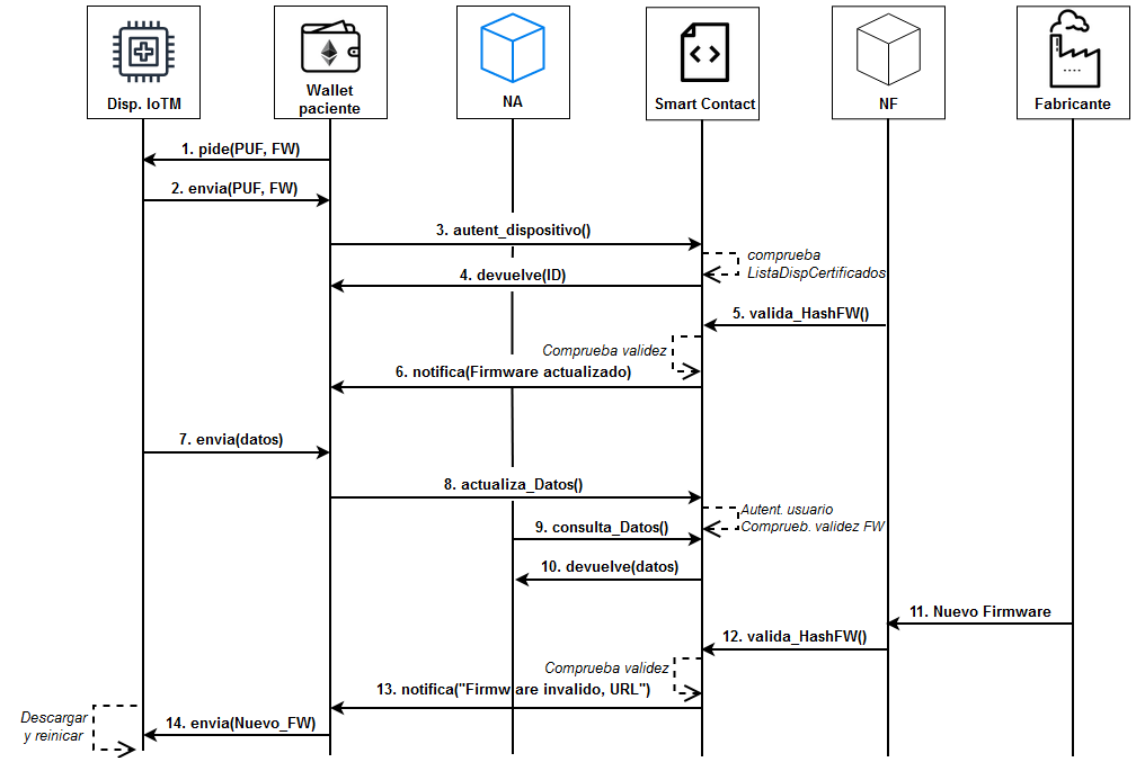 Disp. IoTM
Wallet
paciente
NA
Smart Contact
NF
....
Fabricante
1. pide(PUF, FW)
2. envia(PUF, FW)
3. autent_dispositivo()
comprueba
ListaDispCertificados
4. devuelve(ID)
5. valida_HashFW()
Comprueba validez
6. notifica(Firmware actualizado)
7. envia(datos)
8. actualiza_Datos()
Autent. usuario
Comprueb. validez FW
9. consulta_Datos()
10. devuelve(datos)
11. Nuevo Firmware
12. valida_HashFW()
Comprueba validez
13. notifica("Firmware invalido, URL")
Descargar
y reinicar
14. envia(Nuevo_FW)